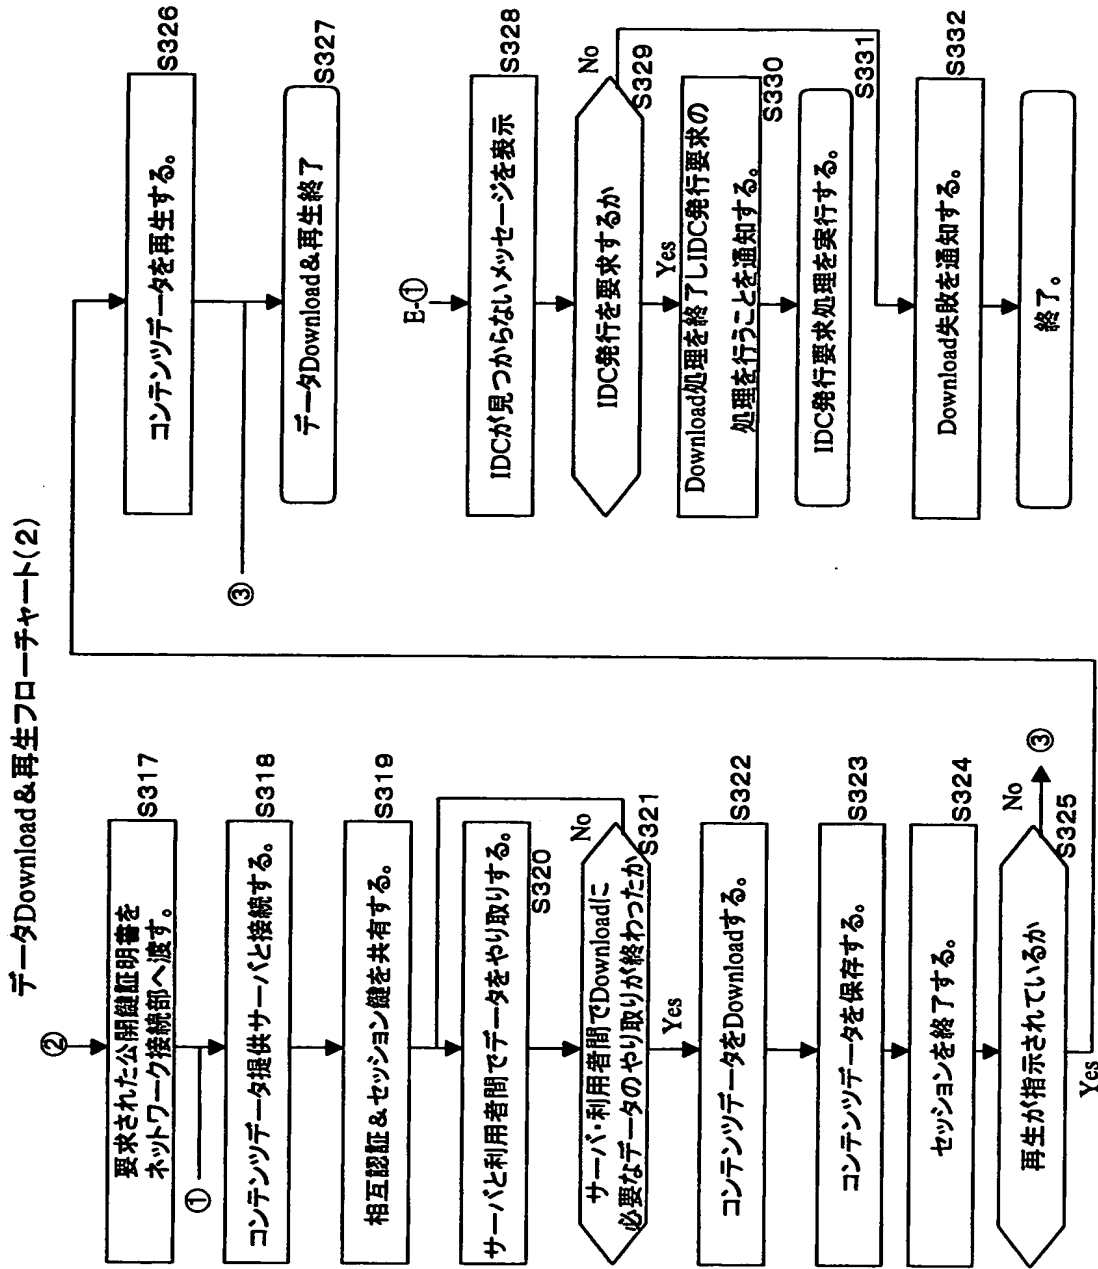 データDownload&再生フローチャート(2)
②
要求された公開鍵証明書を
ネットワーク接続部へ渡す。
S317
①
コンテンツデータ提供サーバと接続する。
S318
相互認証&セッション鍵を共有する。
S319
サーバと利用者間でデータをやり取りする。
S320
サーバ・利用者間でDownloadに
必要なデータのやり取りが終わったか
No
S321
Yes
コンテンツデータをDownloadする。
S322
コンテンツデータを保存する。
S323
セッションを終了する。
S324
再生が指示されているか
No
③
S325
Yes
コンテンツデータを再生する。
S326
③
データDownload&再生終了
S327
E-①
IDCが見つからないメッセージを表示
S328
IDC発行を要求するか
No
S329
Yes
Download処理を終了しIDC発行要求の
処理を行うことを通知する。
S330
IDC発行要求処理を実行する。
S331
Download失敗を通知する。
S332
終了。